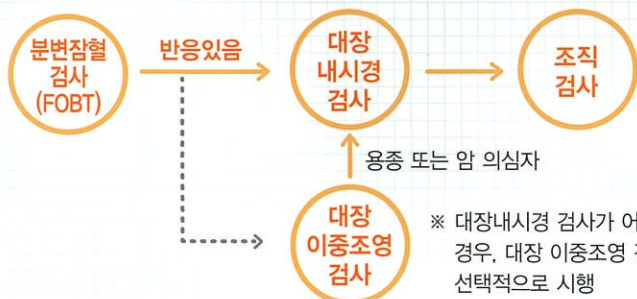 분변잠혈
검사
(FOBT)
반응있음
대장
내시경
검사
조직
검사
용종 또는 암 의심자
대장
이중조영
검사
※ 대장내시경 검사가
경우, 대장 이중조영
선택적으로 시행